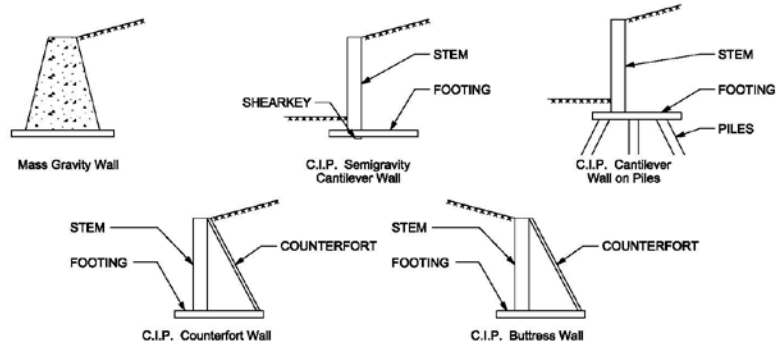 Mass Gravity Wall
STEM
SHEARKEY
FOOTING
C.I.P. Semigravity
Cantilever Wall
STEM
FOOTING
PILES
C.I.P. Cantilever
Wall on Piles
STEM
COUNTERFORT
FOOTING
C.I.P. Counterfort Wall
STEM
COUNTERFORT
FOOTING
C.I.P. Buttress Wall